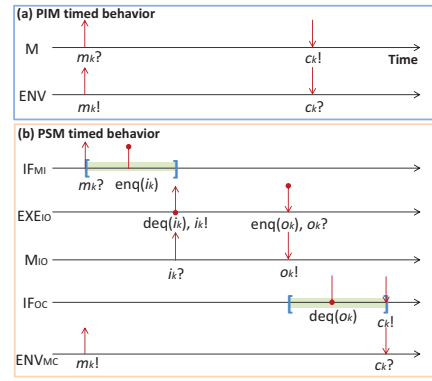 (a) PIM timed behavior
M
mk?
ck!
Time
ENV
mk!
ck?
(b) PSM timed behavior
IFMI
mk?
enq(ik)
EXEIO
deq(ik), ik!
enq(ok), ok?
MIO
ik?
ok!
IFOC
deq(ok)
ck!
ENVMC
mk!
ck?